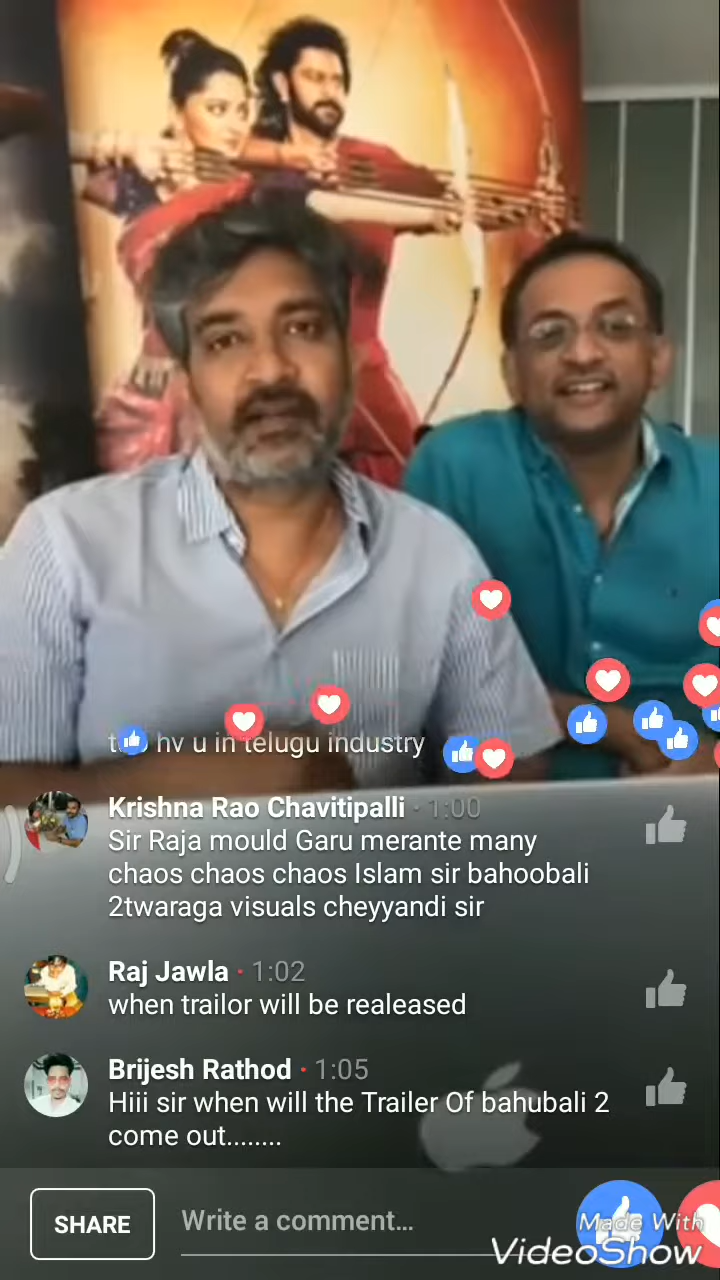 hv u in telugu industry
Krishna Rao Chavitipalli · 1:00
Sir Raja mould Garu merante many
chaos chaos chaos Islam sir bahoobali
2twaraga visuals cheyyandi sir
Raj Jawla · 1:02
when trailor will be realeased
Brijesh Rathod · 1:05
Hiii sir when will the Trailer Of bahubali 2
come out........
SHARE
Write a comment...
Made With
VideoShow